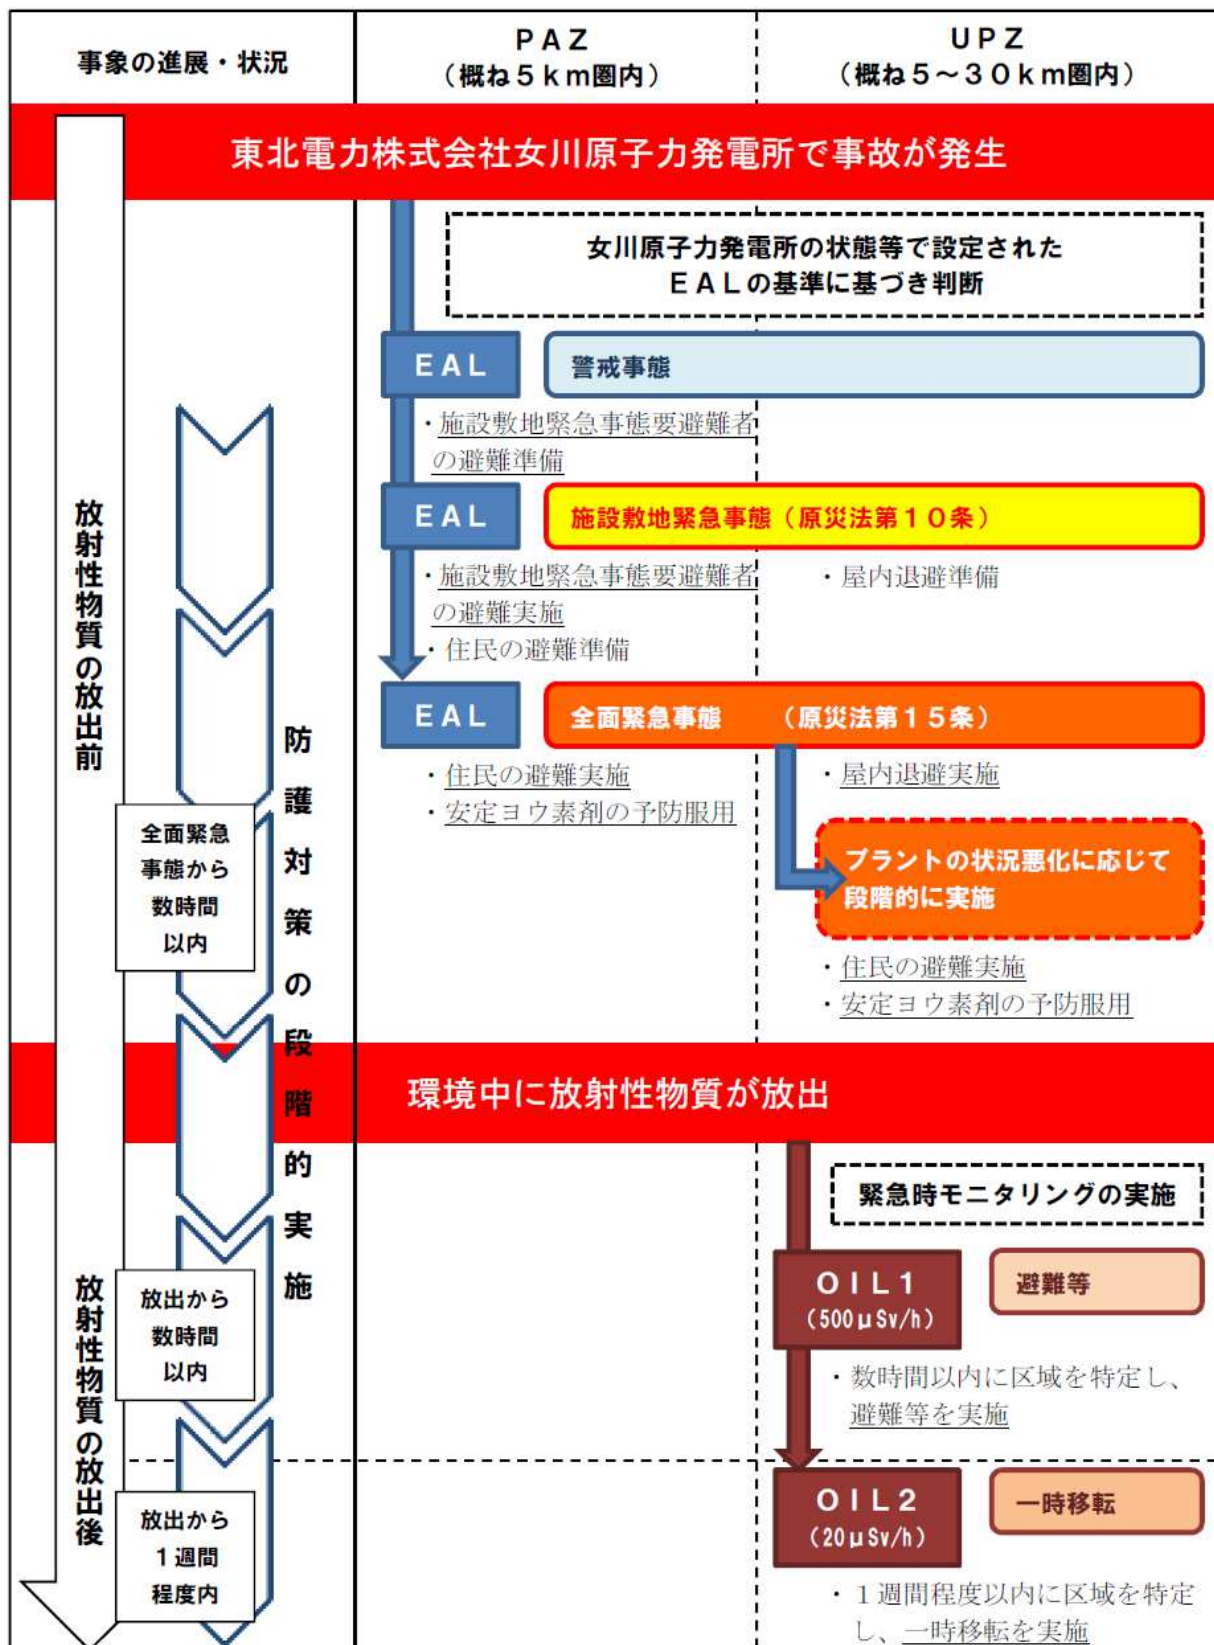 事象の進展・状況
ＰＡＺ
（概ね５ｋｍ圏内）
ＵＰＺ
（概ね５～３０ｋｍ圏内）
東北電力株式会社女川原子力発電所で事故が発生
女川原子力発電所の状態等で設定された
ＥＡＬの基準に基づき判断
ＥＡＬ
警戒事態
・施設敷地緊急事態要避難者
の避難準備
ＥＡＬ
施設敷地緊急事態（原災法第１０条）
・施設敷地緊急事態要避難者
の避難実施
・住民の避難準備
・屋内退避準備
ＥＡＬ
全面緊急事態　　（原災法第１５条）
・住民の避難実施
・安定ヨウ素剤の予防服用
・屋内退避実施
プラントの状況悪化に応じて
段階的に実施
・住民の避難実施
・安定ヨウ素剤の予防服用
放射性物質の放出前
全面緊急
事態から
数時間
以内
防護対策の段階的実施
環境中に放射性物質が放出
緊急時モニタリングの実施
ＯＩＬ１
（500μSv/h）
避難等
・数時間以内に区域を特定し、
避難等を実施
放射性物質の放出後
放出から
数時間
以内
ＯＩＬ２
（20μSv/h）
一時移転
・１週間程度以内に区域を特定
し、一時移転を実施
放出から
１週間
程度内